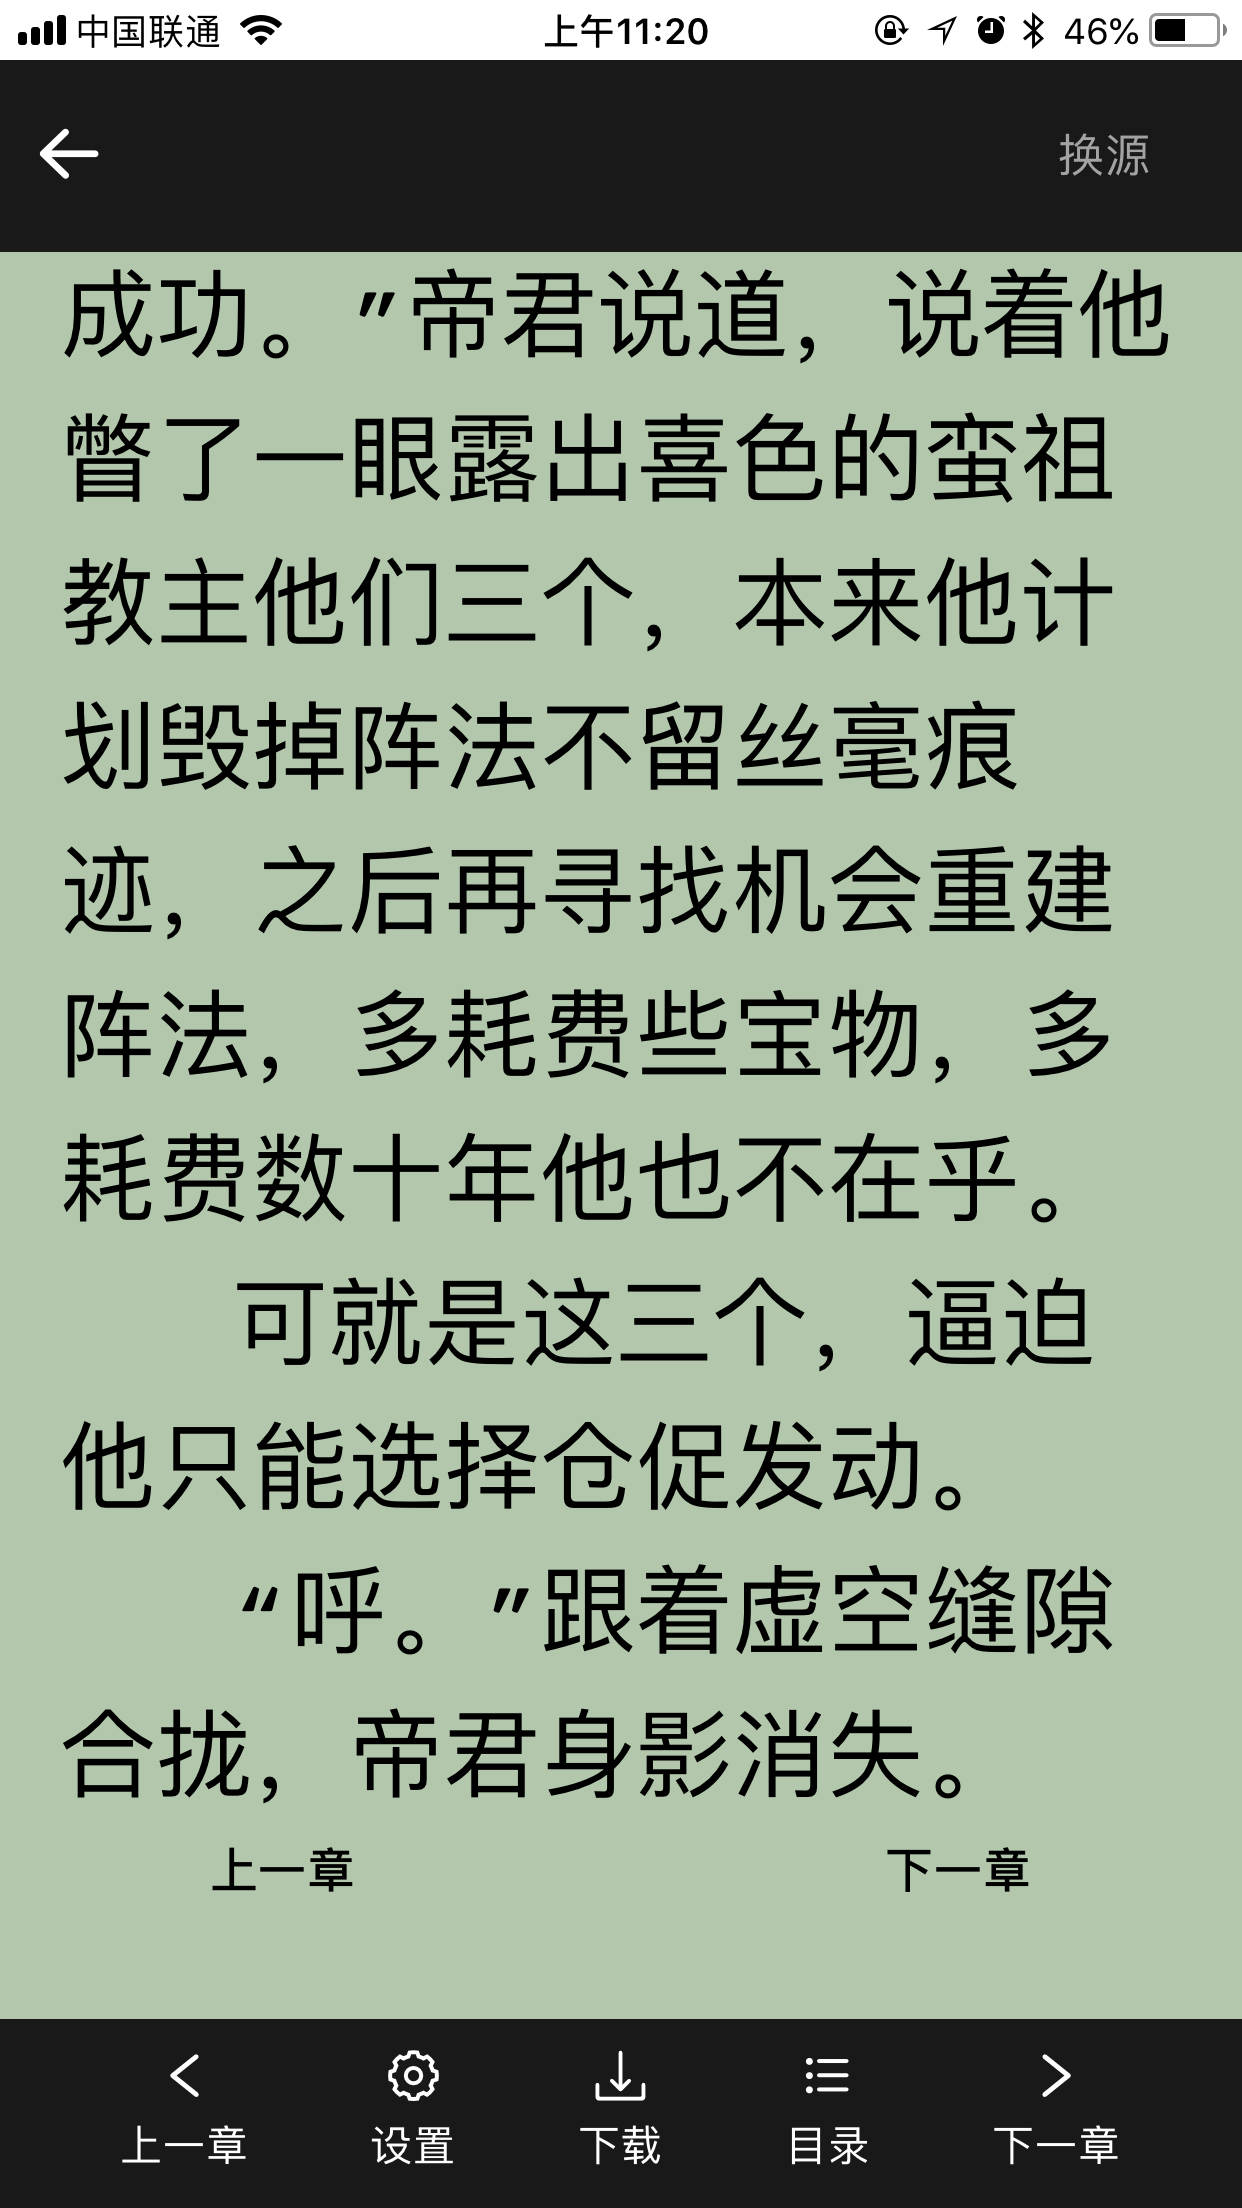 中国联通 上午11:20 46%
换源
成功。”帝君说道，说着他
瞥了一眼露出喜色的蛮祖
教主他们三个，本来他计
划毁掉阵法不留丝毫痕
迹，之后再寻找机会重建
阵法，多耗费些宝物，多
耗费数十年他也不在乎。
可就是这三个，逼迫
他只能选择仓促发动。
“呼。”跟着虚空缝隙
合拢，帝君身影消失。
上一章 下一章
上一章 设置 下载 目录 下一章